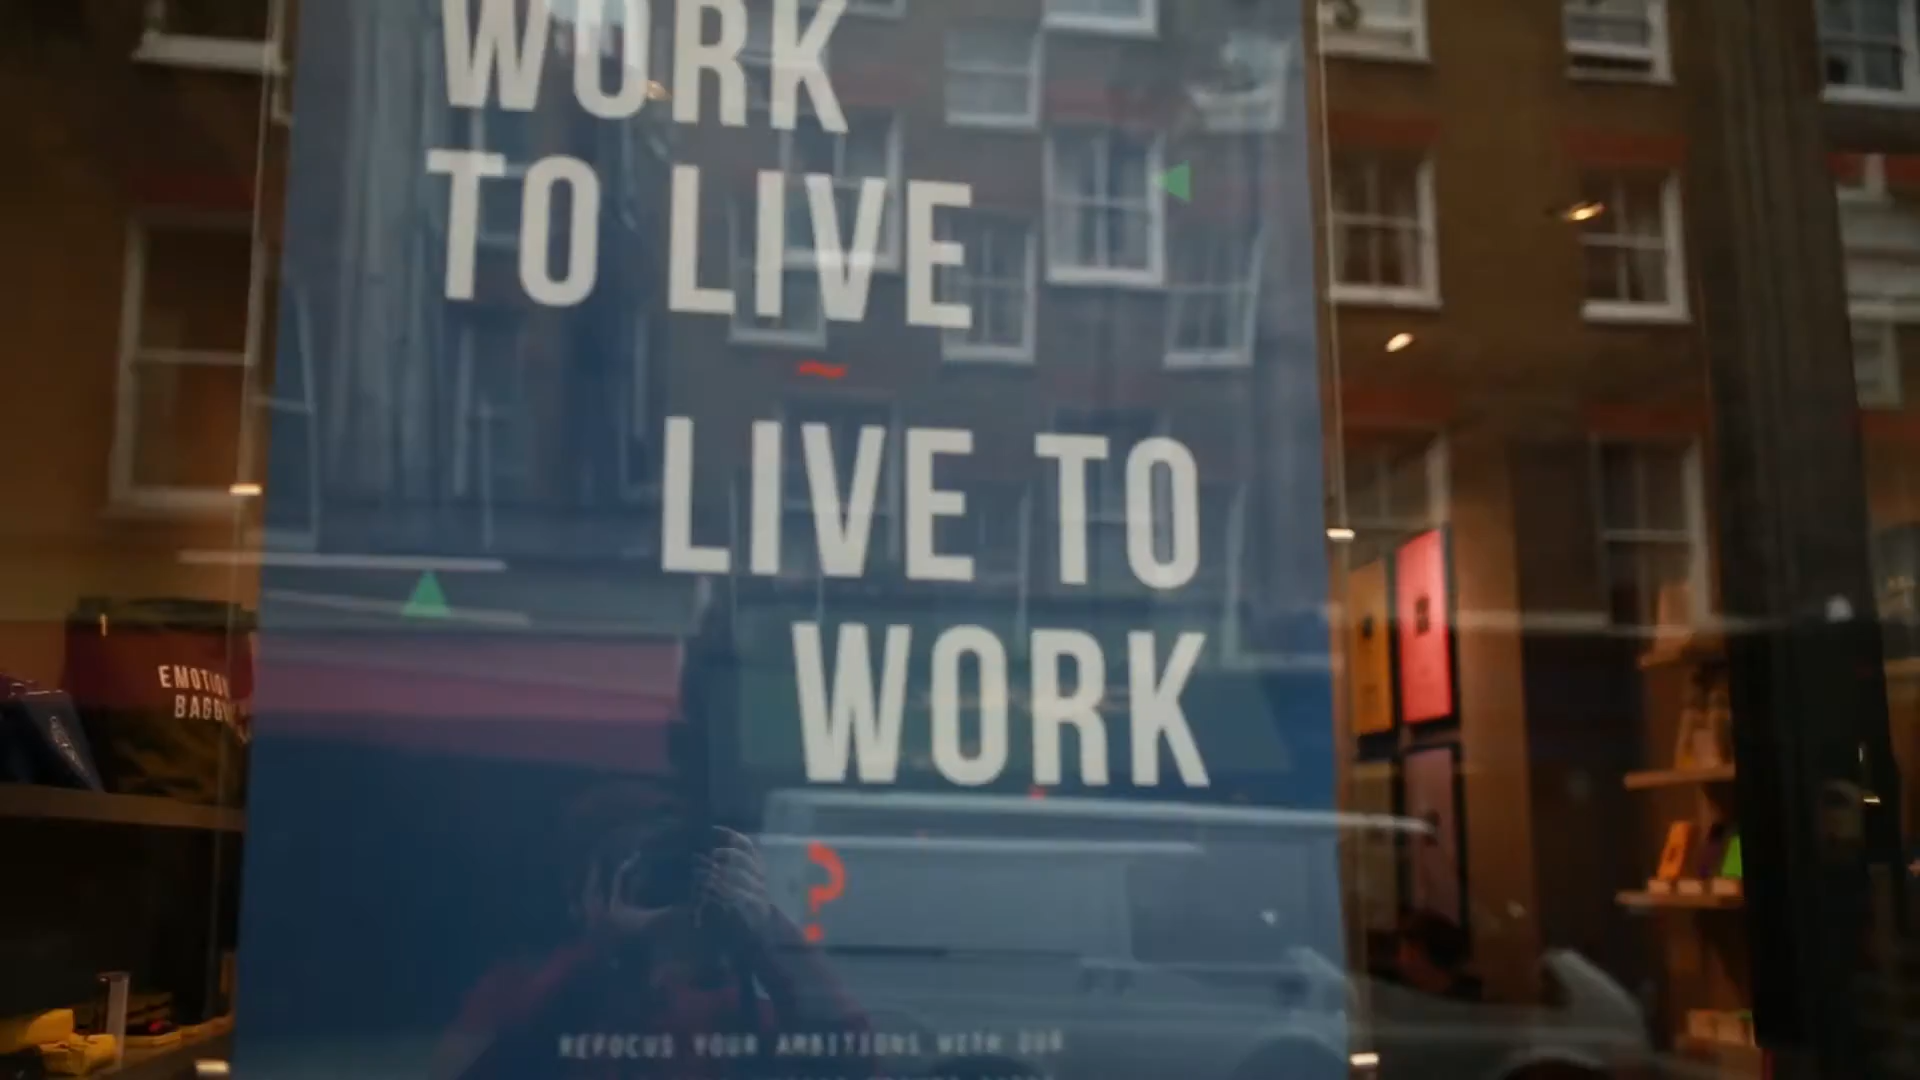 WORK
TO LIVE
~
LIVE TO
WORK
?
EMOTION
REFOCUS YOUR AMBITIONS WITH OUR